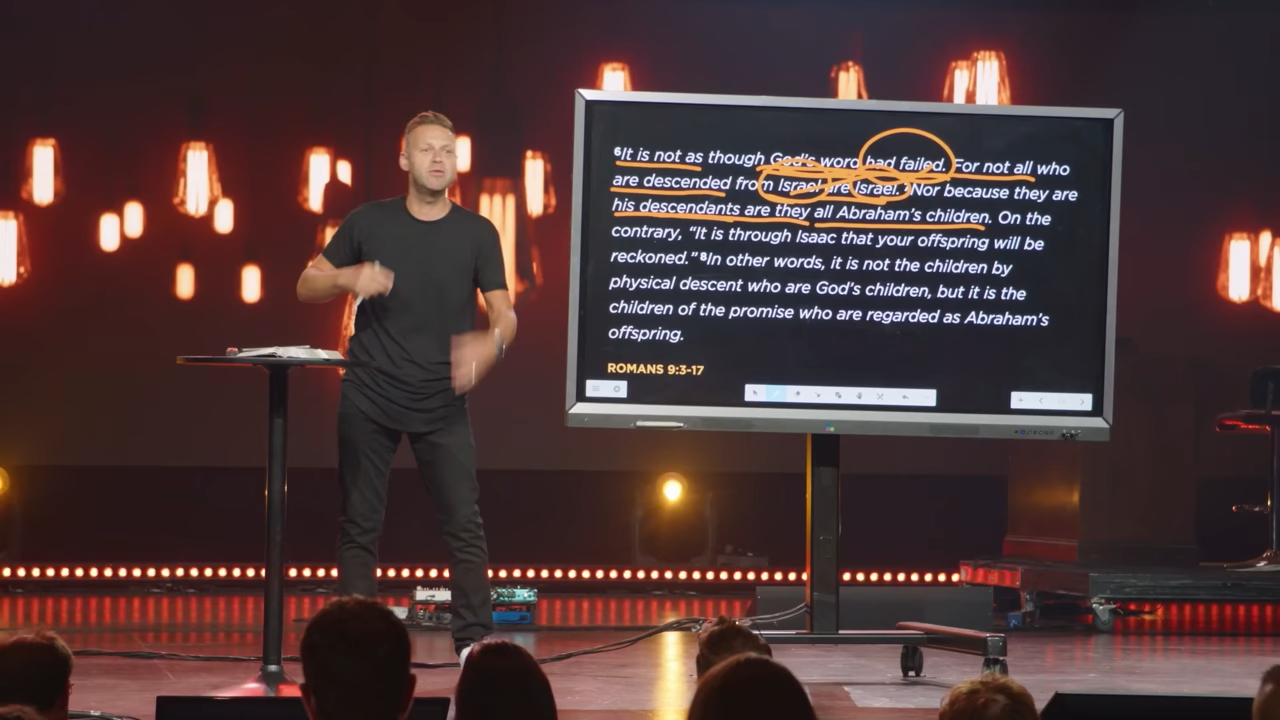 ⁶It is not as though God's word had failed. For not all who
are descended from Israel are Israel. ⁷Nor because they are
his descendants are they all Abraham's children. On the
contrary, “It is through Isaac that your offspring will be
reckoned.” ⁸In other words, it is not the children by
physical descent who are God's children, but it is the
children of the promise who are regarded as Abraham's
offspring.
ROMANS 9:3-17